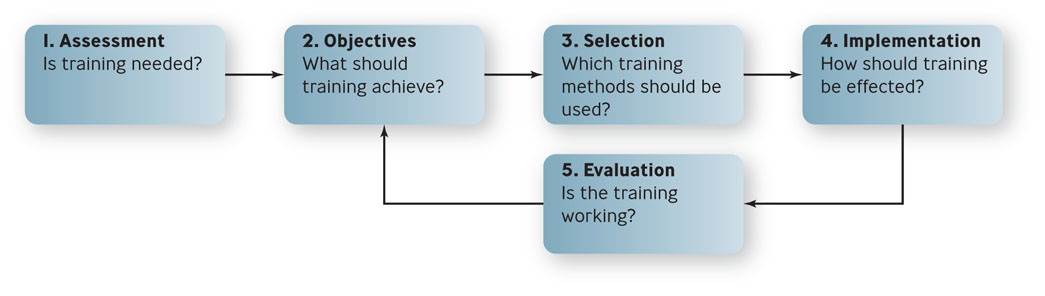 1. Assessment
Is training needed?
2. Objectives
What should
training achieve?
3. Selection
Which training
methods should be
used?
4. Implementation
How should training
be effected?
5. Evaluation
Is the training
working?